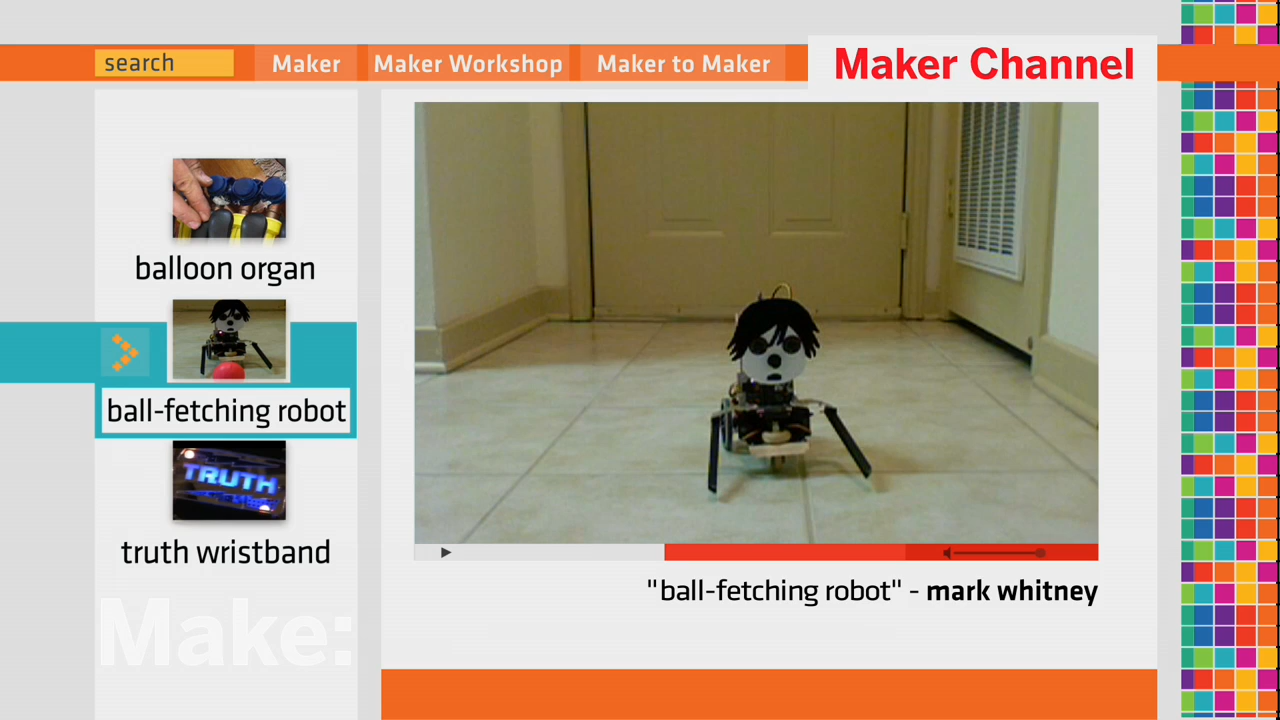 search
Maker
Maker Workshop
Maker to Maker
Maker Channel
balloon organ
ball-fetching robot
TRUTH
truth wristband
"ball-fetching robot" - mark whitney
Make: